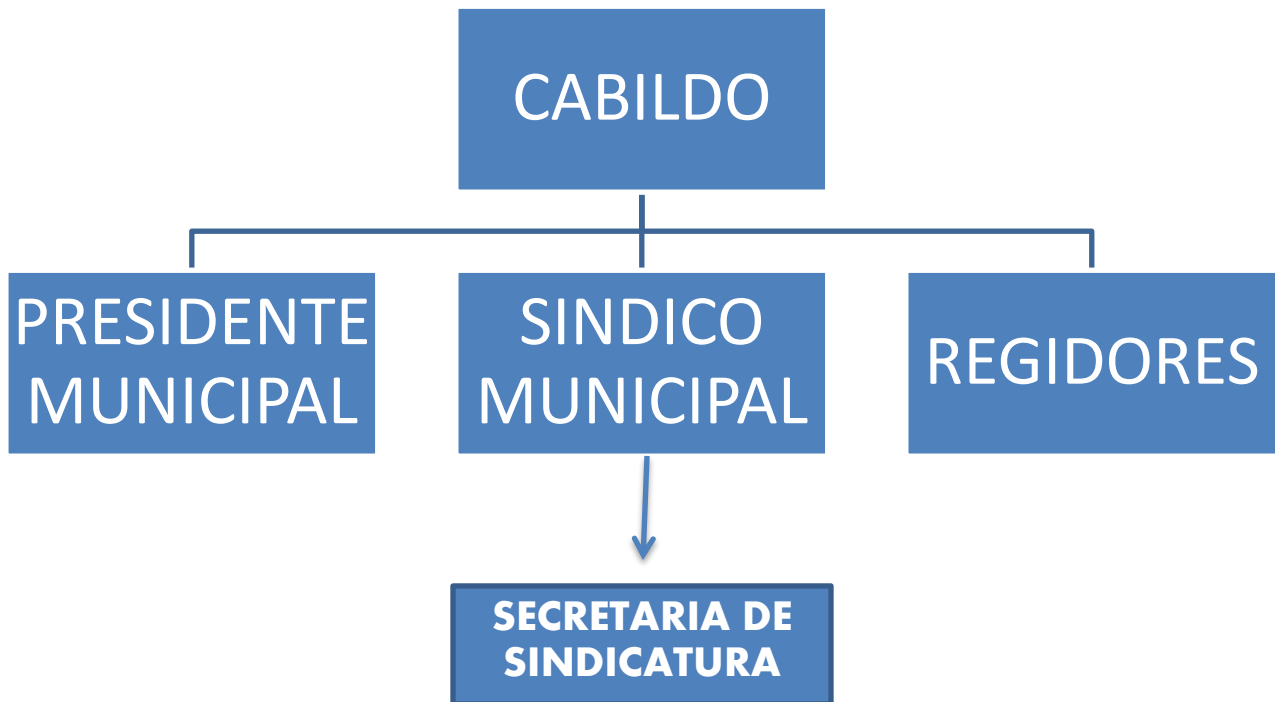 CABILDO
PRESIDENTE
MUNICIPAL
SINDICO
MUNICIPAL
REGIDORES
SECRETARIA DE
SINDICATURA